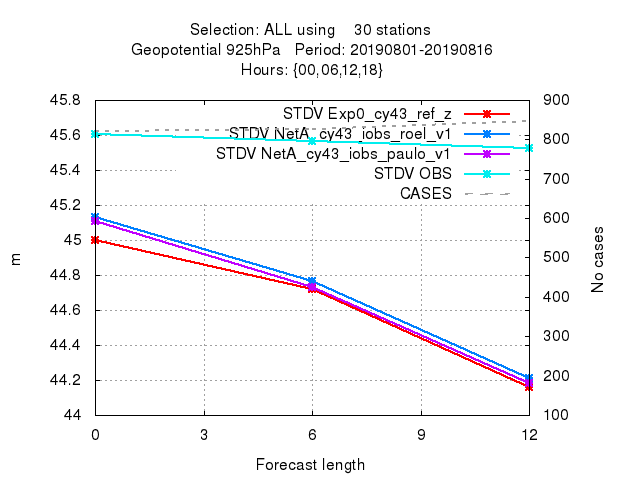 Selection: ALL using 30 stations
Geopotential 925hPa Period: 20190801-20190816
Hours: {00,06,12,18}
45.8
45.6
45.4
45.2
45
44.8
44.6
44.4
44.2
44
900
800
700
600
500
400
300
200
100
STDV Exp0_cy43_ref_z
STDV NetA_cy43_iobs_roel_v1
STDV NetA_cy43_iobs_paulo_v1
STDV OBS
CASES
m
No cases
0 3 6 9 12
Forecast length